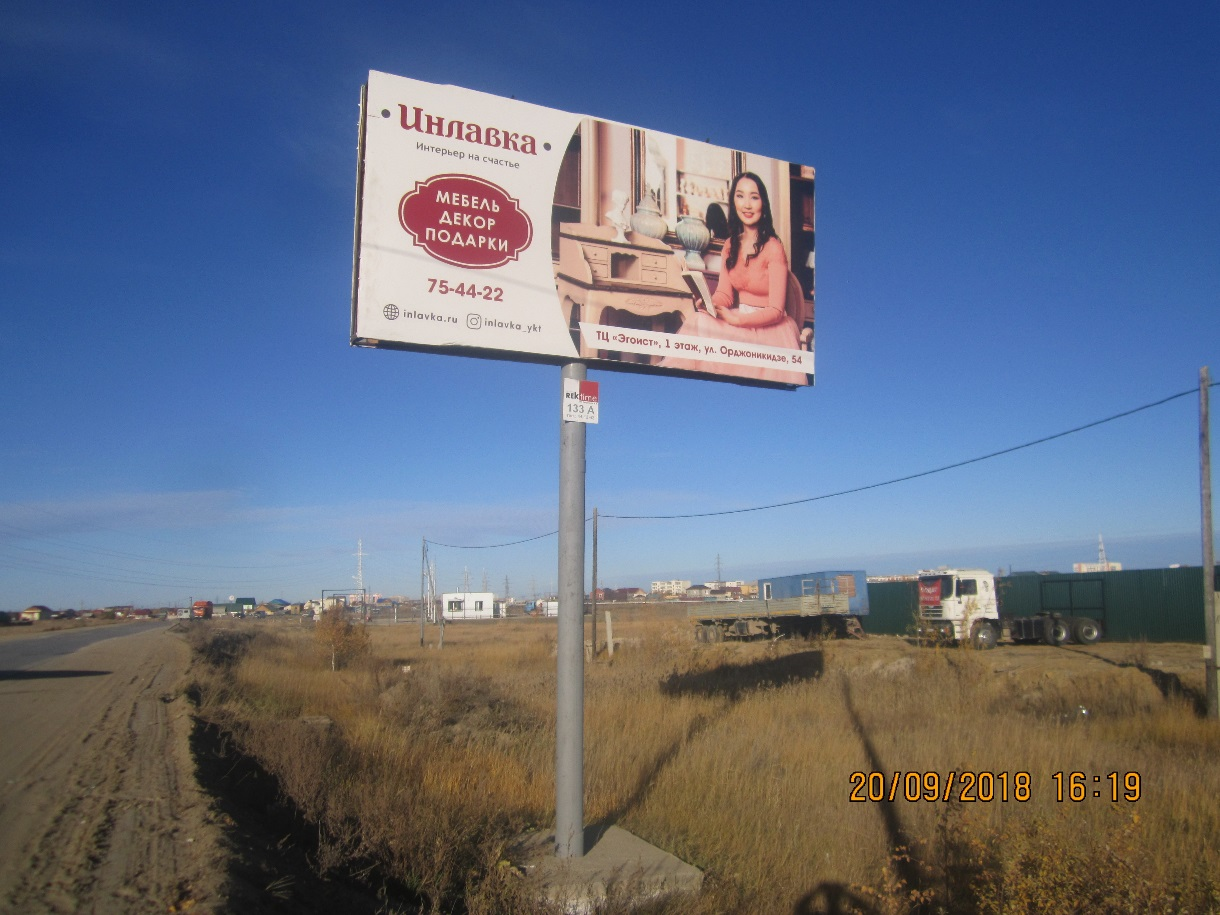 Инлавка
Интерьер на счастье
МЕБЕЛЬ
ДЕКОР
ПОДАРКИ
75-44-22
inlavka.ru inlavka_ykt
ТЦ «Эгоист», 1 этаж, ул. Орджоникидзе, 54
REKtime
133 A
20/09/2018 16:19